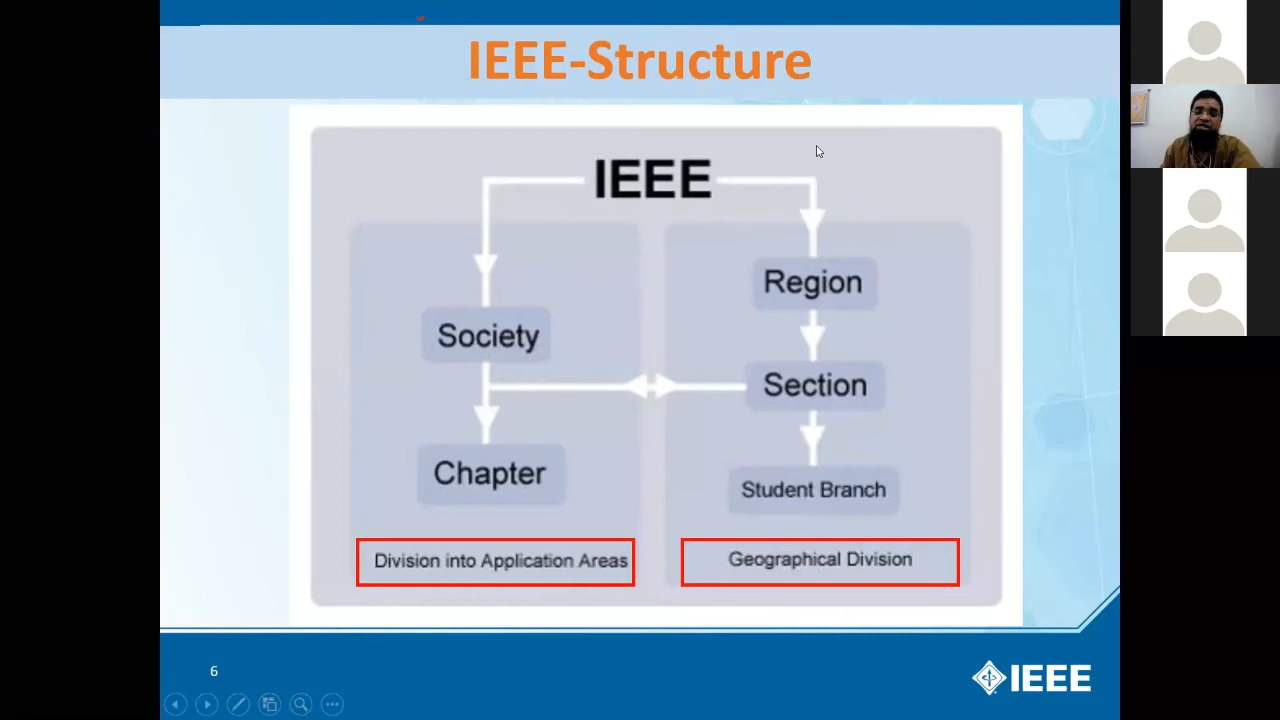 IEEE-Structure
IEEE
Society
Chapter
Division into Application Areas
Region
Section
Student Branch
Geographical Division
6
IEEE